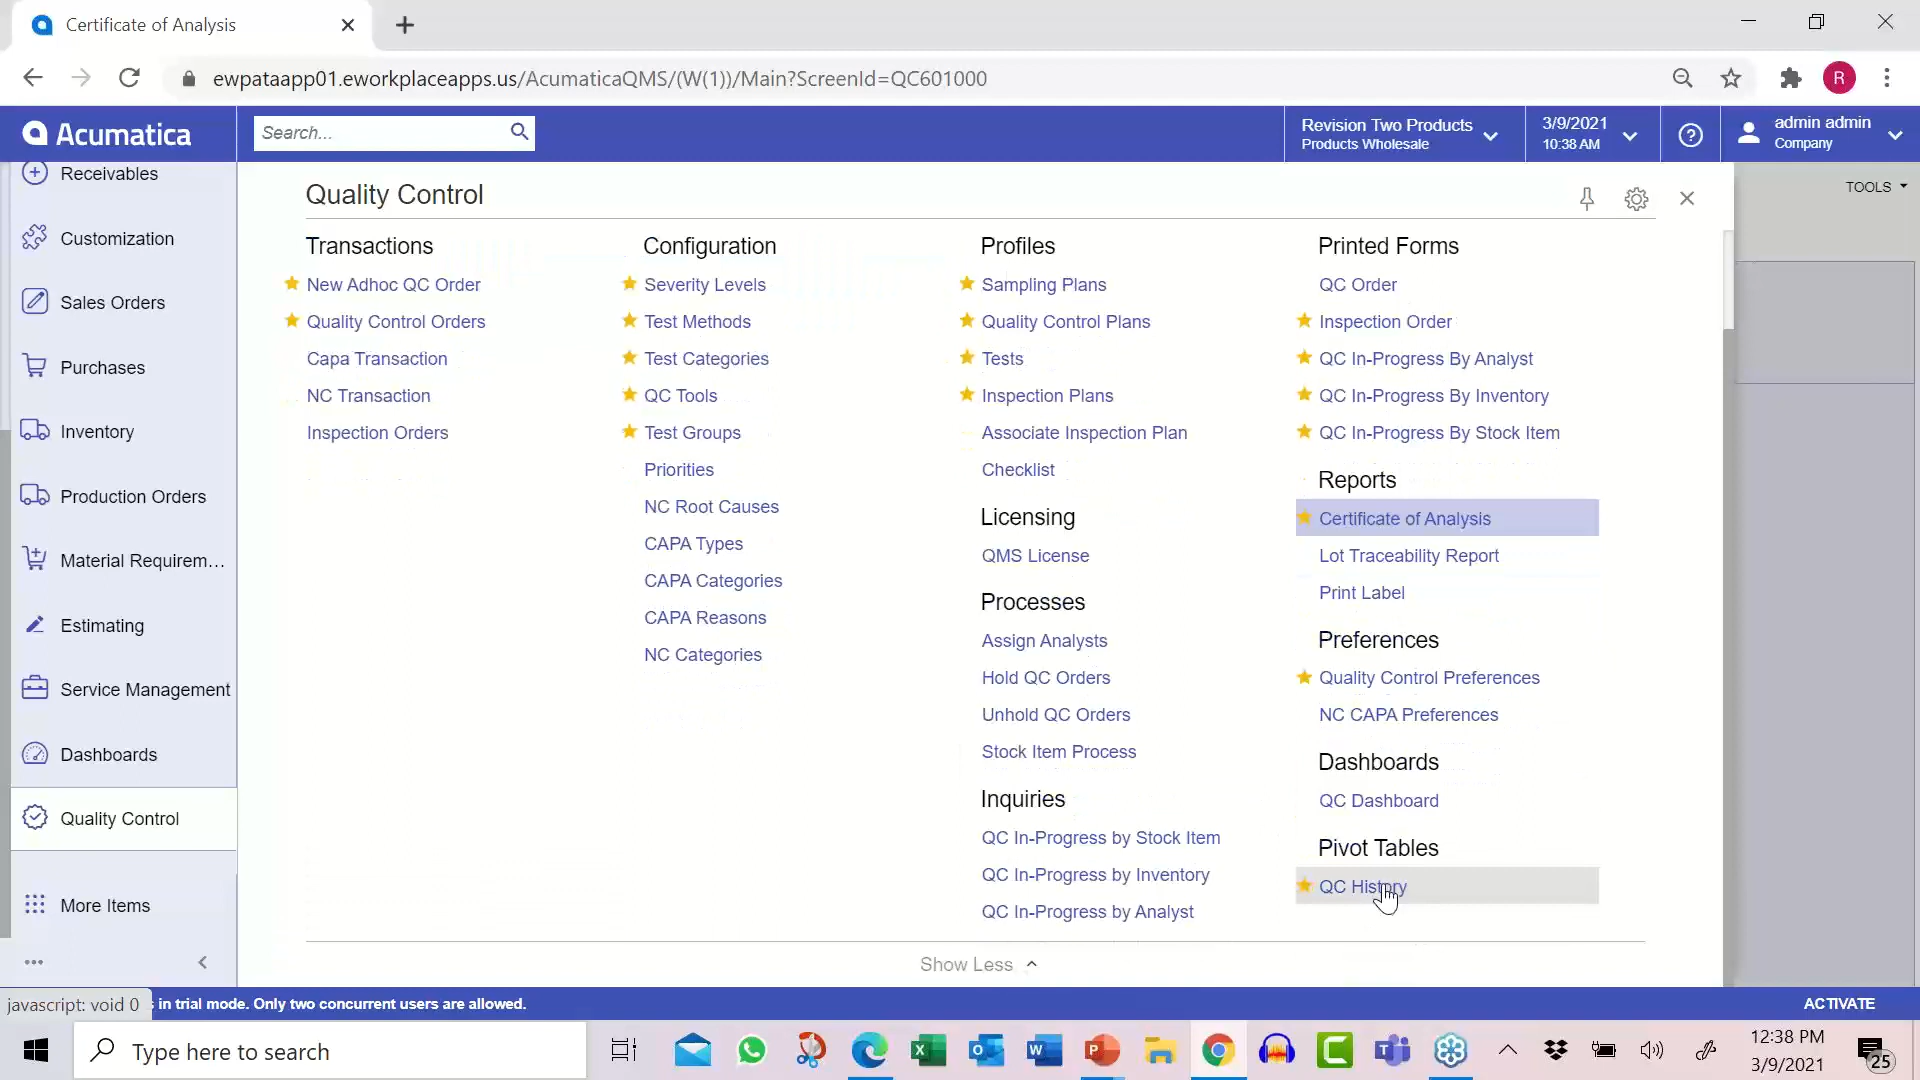 Certificate of Analysis
ewpataapp01.eworkplaceapps.us/AcumaticaQMS/(W(1))/Main?ScreenId=QC601000
R
Acumatica
Search...
Revision Two Products
Products Wholesale
3/9/2021
10:38 AM
admin admin
Company
TOOLS
Receivables
Customization
Sales Orders
Purchases
Inventory
Production Orders
Material Requirem...
Estimating
Service Management
Dashboards
Quality Control
More Items
Quality Control
Transactions
New Adhoc QC Order
Quality Control Orders
Capa Transaction
NC Transaction
Inspection Orders
Configuration
Severity Levels
Test Methods
Test Categories
QC Tools
Test Groups
Priorities
NC Root Causes
CAPA Types
CAPA Categories
CAPA Reasons
NC Categories
Profiles
Sampling Plans
Quality Control Plans
Tests
Inspection Plans
Associate Inspection Plan
Checklist
Licensing
QMS License
Processes
Assign Analysts
Hold QC Orders
Unhold QC Orders
Stock Item Process
Inquiries
QC In-Progress by Stock Item
QC In-Progress by Inventory
QC In-Progress by Analyst
Printed Forms
QC Order
Inspection Order
QC In-Progress By Analyst
QC In-Progress By Inventory
QC In-Progress By Stock Item
Reports
Certificate of Analysis
Lot Traceability Report
Print Label
Preferences
Quality Control Preferences
NC CAPA Preferences
Dashboards
QC Dashboard
Pivot Tables
QC History
Show Less
javascript: void 0
in trial mode. Only two concurrent users are allowed.
ACTIVATE
Type here to search
12:38 PM
3/9/2021
25